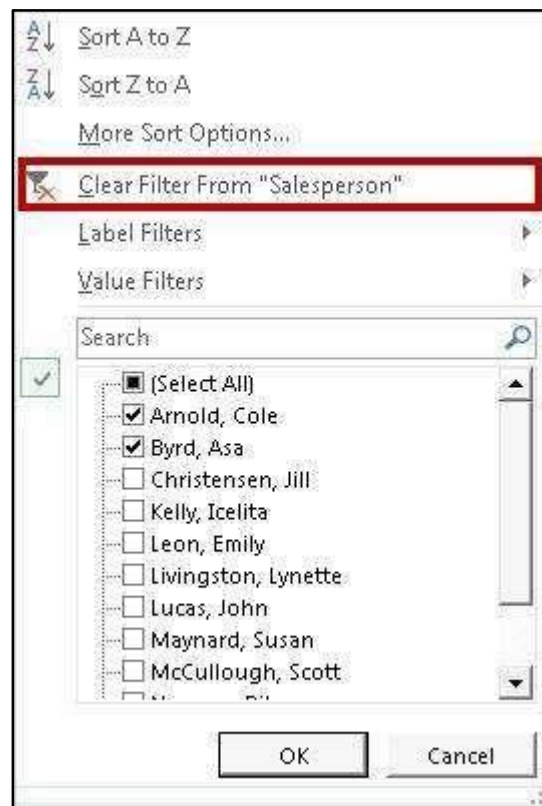 Sort A to Z
Sort Z to A
More Sort Options...
Clear Filter From "Salesperson"
Label Filters
Value Filters
Search
(Select All)
Arnold, Cole
Byrd, Asa
Christensen, Jill
Kelly, Icelita
Leon, Emily
Livingston, Lynette
Lucas, John
Maynard, Susan
McCullough, Scott
OK
Cancel